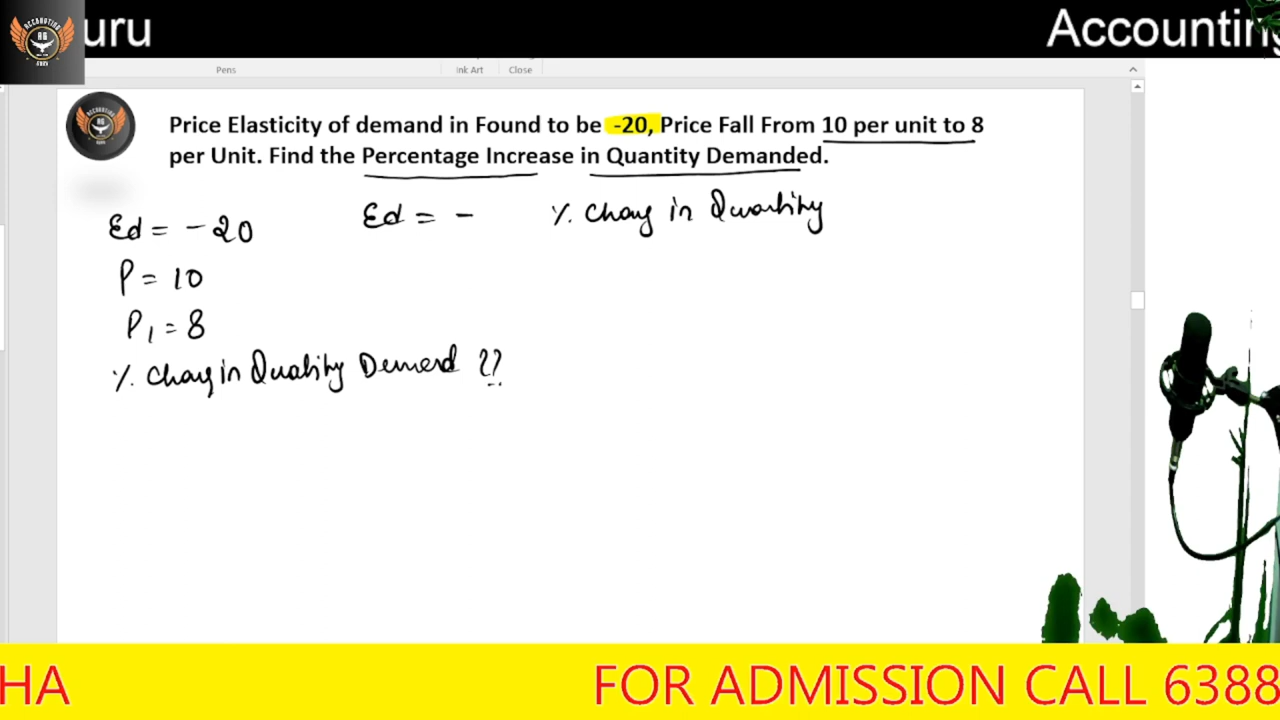 uru
Accounting
Pens
Ink Art
Close
Price Elasticity of demand in Found to be -20, Price Fall From 10 per unit to 8
per Unit. Find the Percentage Increase in Quantity Demanded.
Ed = -20
Ed = -
% Chang in Quantity
P = 10
P1 = 8
% Chang in Quality Demand ??
HA
FOR ADMISSION CALL 6388